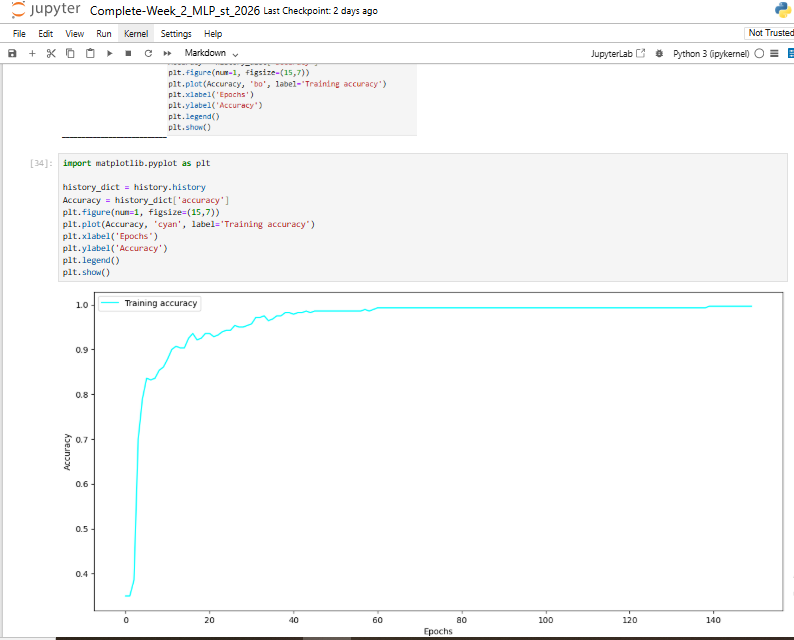 jupyter Complete-Week_2_MLP_st_2026 Last Checkpoint: 2 days ago
File Edit View Run Kernel Settings Help Not Trusted
Markdown JupyterLab Python 3 (ipykernel)
plt.figure(num=1, figsize=(15,7))
plt.plot(Accuracy, 'bo', label='Training accuracy')
plt.xlabel('Epochs')
plt.ylabel('Accuracy')
plt.legend()
plt.show()
[34]: import matplotlib.pyplot as plt
history_dict = history.history
Accuracy = history_dict['accuracy']
plt.figure(num=1, figsize=(15,7))
plt.plot(Accuracy, 'cyan', label='Training accuracy')
plt.xlabel('Epochs')
plt.ylabel('Accuracy')
plt.legend()
plt.show()
Training accuracy
1.0
0.9
0.8
0.7
0.6
0.5
0.4
Accuracy
0 20 40 60 80 100 120 140
Epochs